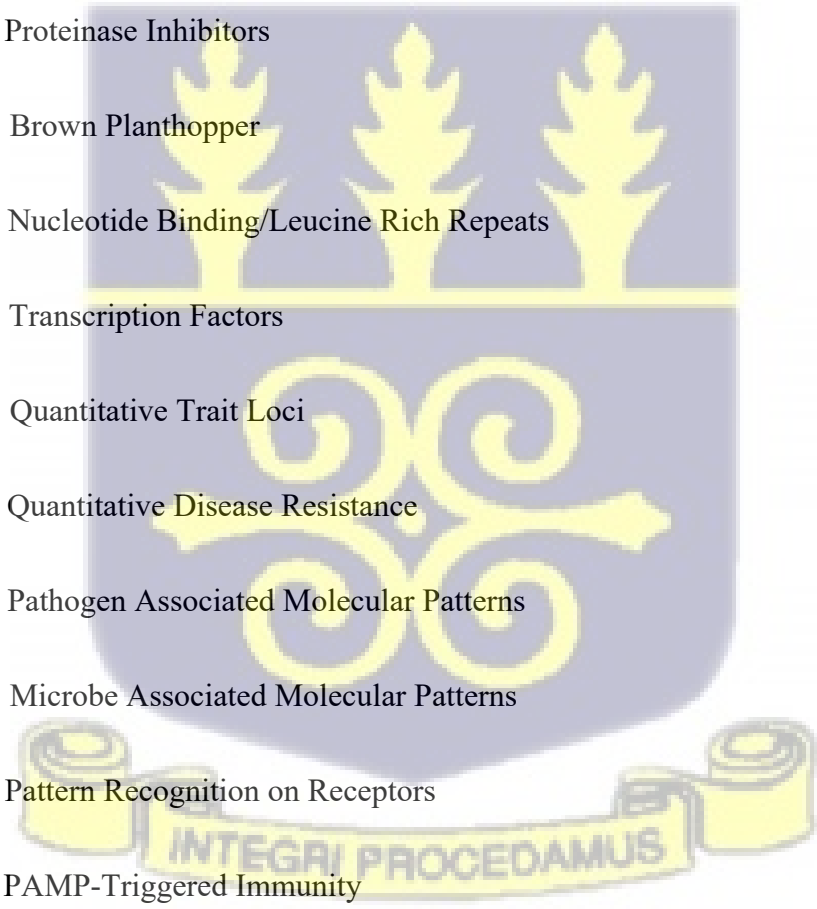 Proteinase Inhibitors
Brown Planthopper
Nucleotide Binding/Leucine Rich Repeats
Transcription Factors
Quantitative Trait Loci
Quantitative Disease Resistance
Pathogen Associated Molecular Patterns
Microbe Associated Molecular Patterns
Pattern Recognition on Receptors
INTEGRI PROCEDAMUS
PAMP-Triggered Immunity